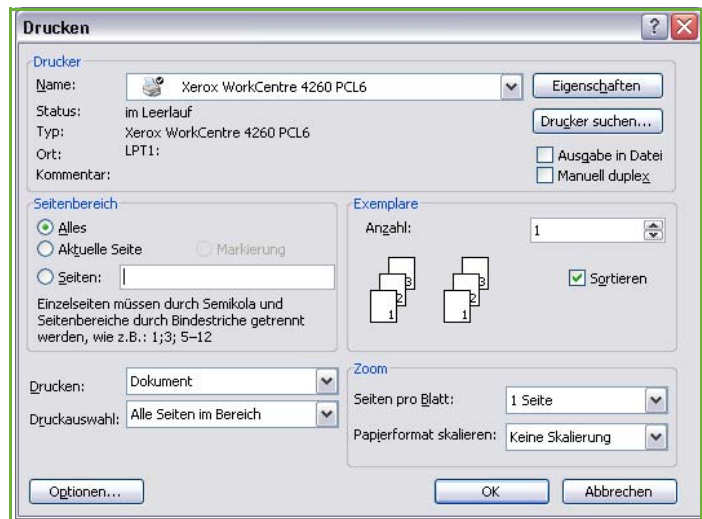 Drucken
Drucker
Name: Xerox WorkCentre 4260 PCL6 Eigenschaften
Status: im Leerlauf
Drucker suchen...
Typ: Xerox WorkCentre 4260 PCL6
Ort: LPT1:
Ausgabe in Datei
Kommentar:
Manuell duplex
Seitenbereich
Alles
Aktuelle Seite Markierung
Seiten:
Einzelseiten müssen durch Semikola und
Seitenbereiche durch Bindestriche getrennt
werden, wie z.B.: 1;3; 5–12
Exemplare
Anzahl: 1
1 2 3 1 2 3
Sortieren
Drucken: Dokument
Druckauswahl: Alle Seiten im Bereich
Zoom
Seiten pro Blatt: 1 Seite
Papierformat skalieren: Keine Skalierung
Optionen... OK Abbrechen